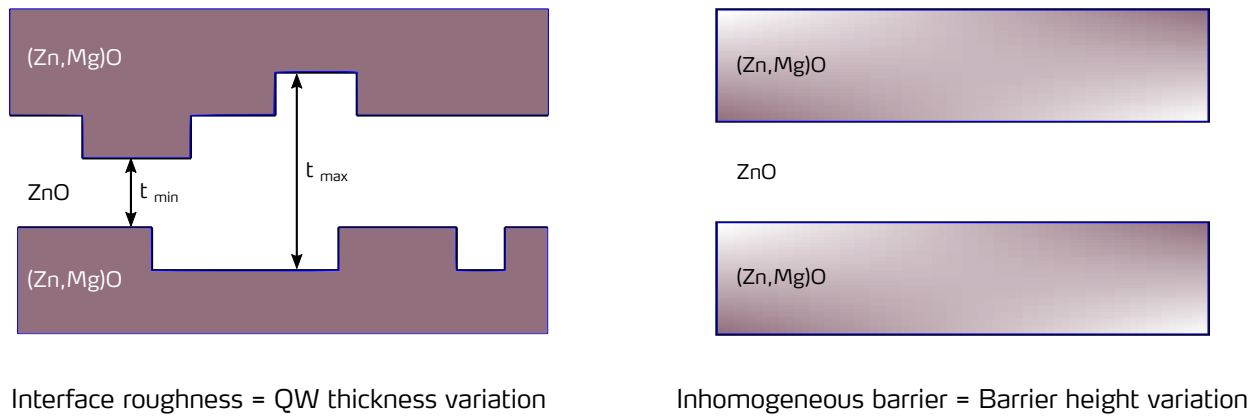 (Zn,Mg)O
t max
ZnO
t min
(Zn,Mg)O
Interface roughness = QW thickness variation
(Zn,Mg)O
ZnO
(Zn,Mg)O
Inhomogeneous barrier = Barrier height variation